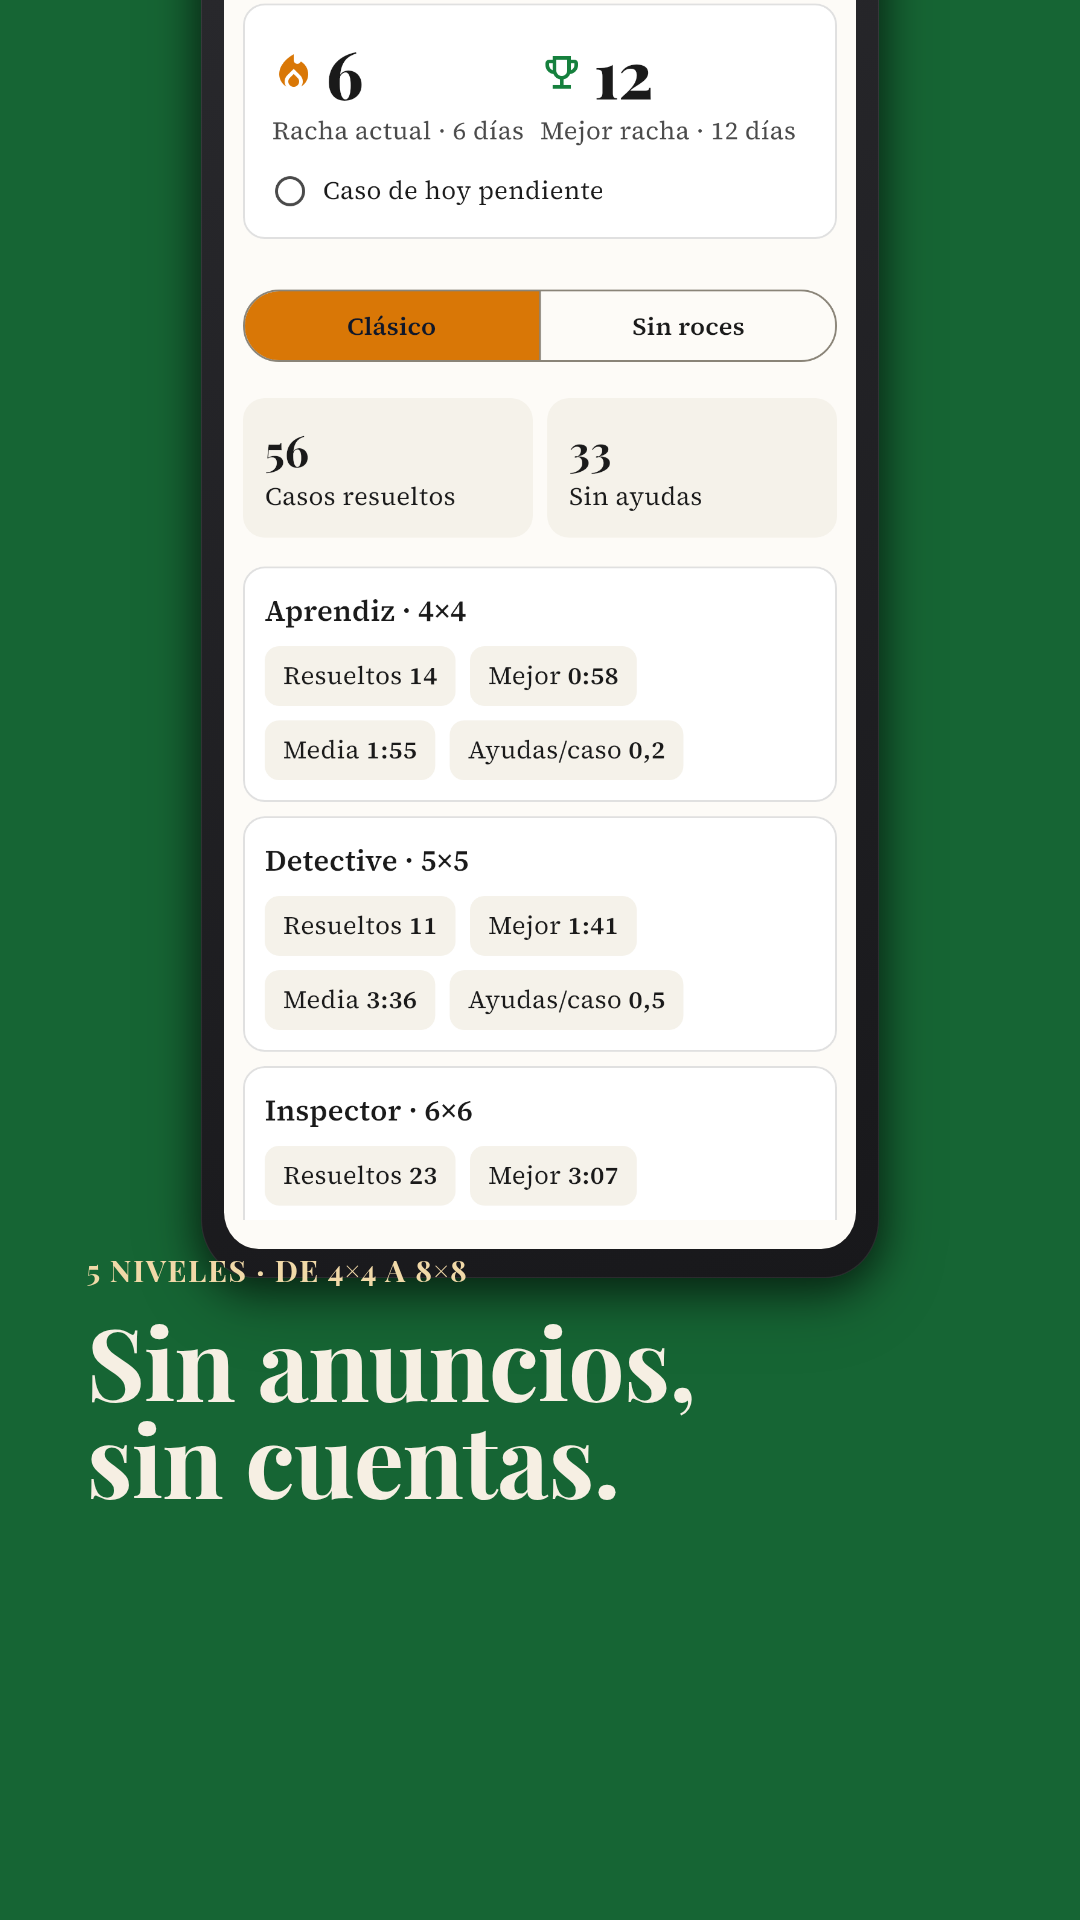 6
12
Racha actual · 6 días
Mejor racha · 12 días
Caso de hoy pendiente
Clásico
Sin roces
56
Casos resueltos
33
Sin ayudas
Aprendiz · 4×4
Resueltos 14
Mejor 0:58
Media 1:55
Ayudas/caso 0,2
Detective · 5×5
Resueltos 11
Mejor 1:41
Media 3:36
Ayudas/caso 0,5
Inspector · 6×6
Resueltos 23
Mejor 3:07
5 NIVELES · DE 4×4 A 8×8
Sin anuncios,
sin cuentas.